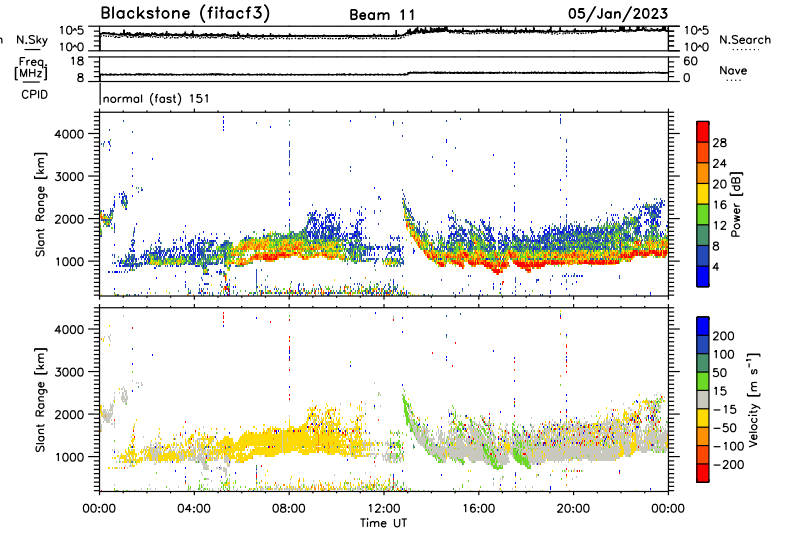 Blackstone (fitacf3) Beam 11 05/Jan/2023
N.Sky 10^5 10^5 N.Search
10^0 10^0
Freq. 18 60
[MHz] 8 0 Nave
CPID
normal (fast) 151
4000
3000
2000
1000
Slant Range [km]
28
24
20
16
12
8
4
Power [dB]
4000
3000
2000
1000
Slant Range [km]
200
100
50
15
-15
-50
-100
-200
Velocity [m s⁻¹]
00:00 04:00 08:00 12:00 16:00 20:00 00:00
Time UT